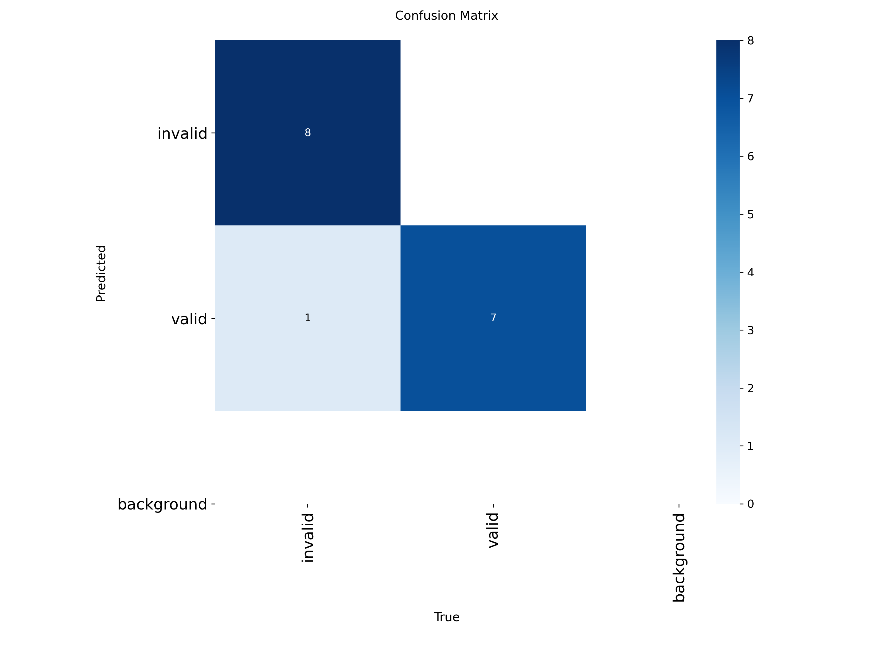 Confusion Matrix
invalid
valid
background
Predicted
8
1
7
invalid
valid
background
True
8
7
6
5
4
3
2
1
0